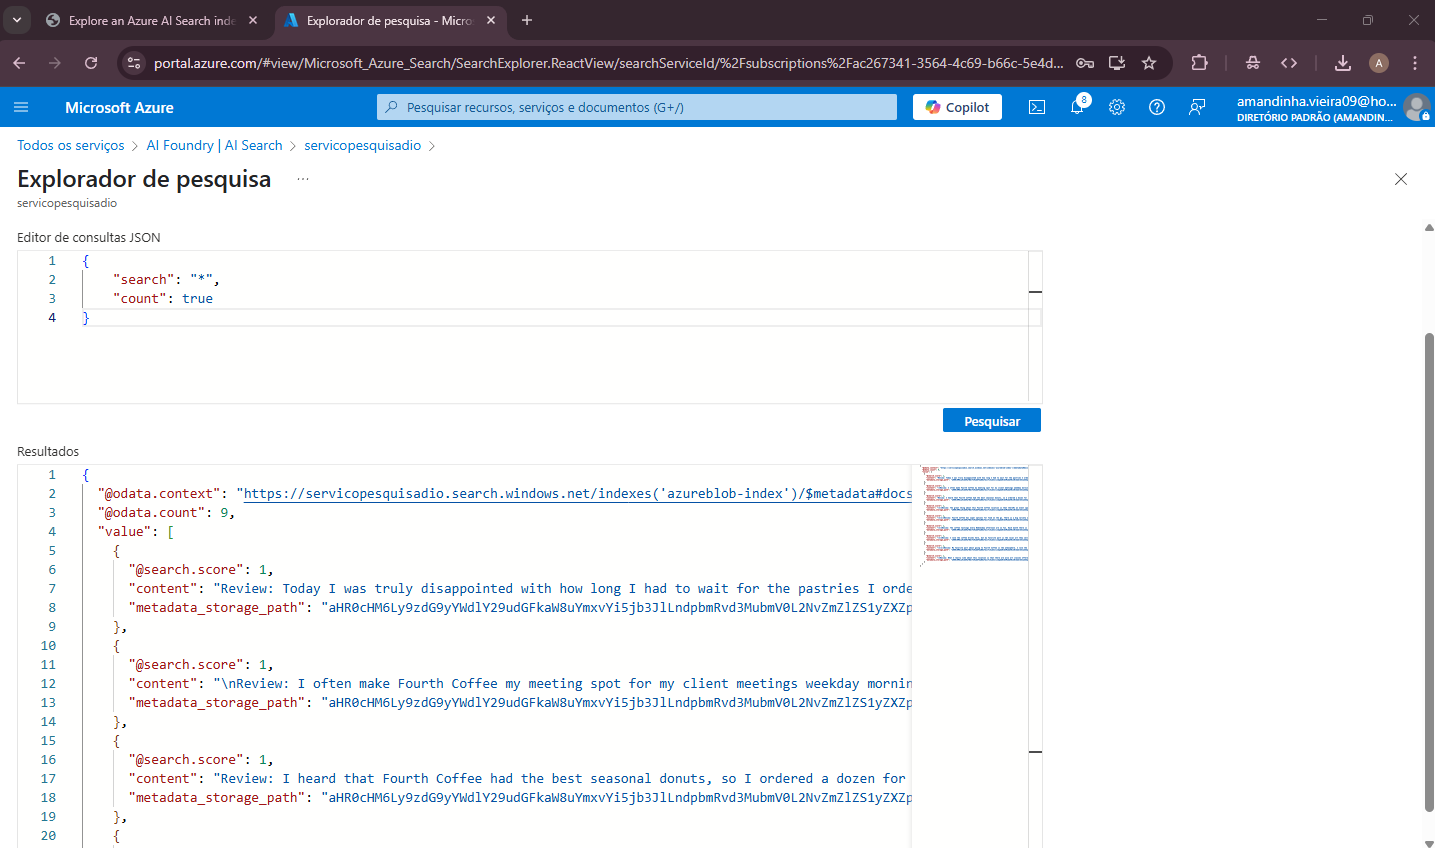 Explore an Azure AI Search inde
Explorador de pesquisa - Micros
portal.azure.com/#view/Microsoft_Azure_Search/SearchExplorer.ReactView/searchServiceId/%2Fsubscriptions%2Fac267341-3564-4c69-b66c-5e4d...
A
Microsoft Azure
Pesquisar recursos, serviços e documentos (G+/)
Copilot
8
amandinha.vieira09@ho...
DIRETÓRIO PADRÃO (AMANDIN...
Todos os serviços > AI Foundry | AI Search > servicopesquisadio >
Explorador de pesquisa ...
servicopesquisadio
Editor de consultas JSON
1 {
2 "search": "*",
3 "count": true
4 }
Pesquisar
Resultados
1 {
2 "@odata.context": "https://servicopesquisadio.search.windows.net/indexes('azureblob-index')/$metadata#docs
3 "@odata.count": 9,
4 "value": [
5 {
6 "@search.score": 1,
7 "content": "Review: Today I was truly disappointed with how long I had to wait for the pastries I orde
8 "metadata_storage_path": "aHR0cHM6Ly9zdG9yYWdlY29udGFkaW8uYmxvYi5jb3JlLndpbmRvd3MubmV0L2NvZmZlZS1yZXZp
9 },
10 {
11 "@search.score": 1,
12 "content": "\nReview: I often make Fourth Coffee my meeting spot for my client meetings weekday mornin
13 "metadata_storage_path": "aHR0cHM6Ly9zdG9yYWdlY29udGFkaW8uYmxvYi5jb3JlLndpbmRvd3MubmV0L2NvZmZlZS1yZXZp
14 },
15 {
16 "@search.score": 1,
17 "content": "Review: I heard that Fourth Coffee had the best seasonal donuts, so I ordered a dozen for
18 "metadata_storage_path": "aHR0cHM6Ly9zdG9yYWdlY29udGFkaW8uYmxvYi5jb3JlLndpbmRvd3MubmV0L2NvZmZlZS1yZXZp
19 },
20 {